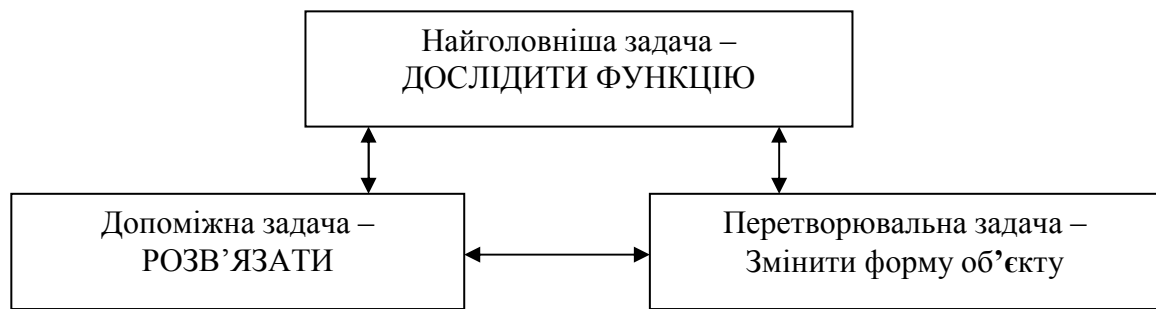 Найголовніша задача –
ДОСЛІДИТИ ФУНКЦІЮ
Допоміжна задача –
РОЗВ’ЯЗАТИ
Перетворювальна задача –
Змінити форму об’єкту